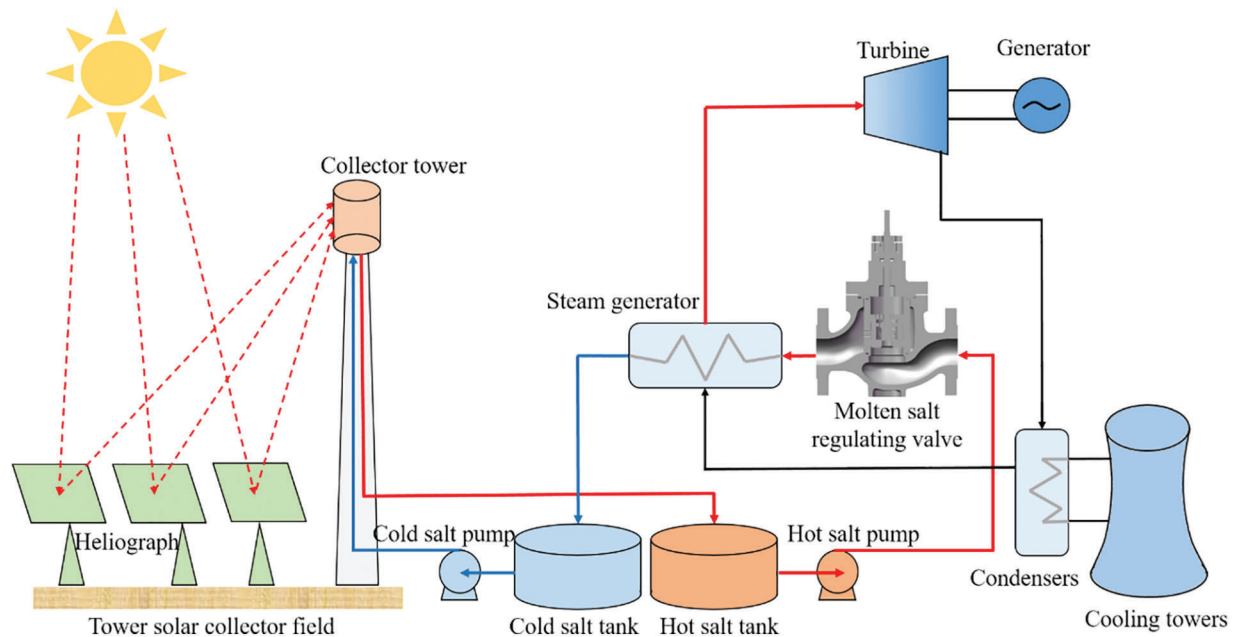 Turbine
Generator
Collector tower
Steam generator
Molten salt
regulating valve
Heliograph
Cold salt pump
Hot salt pump
Condensers
Tower solar collector field
Cold salt tank
Hot salt tank
Cooling towers